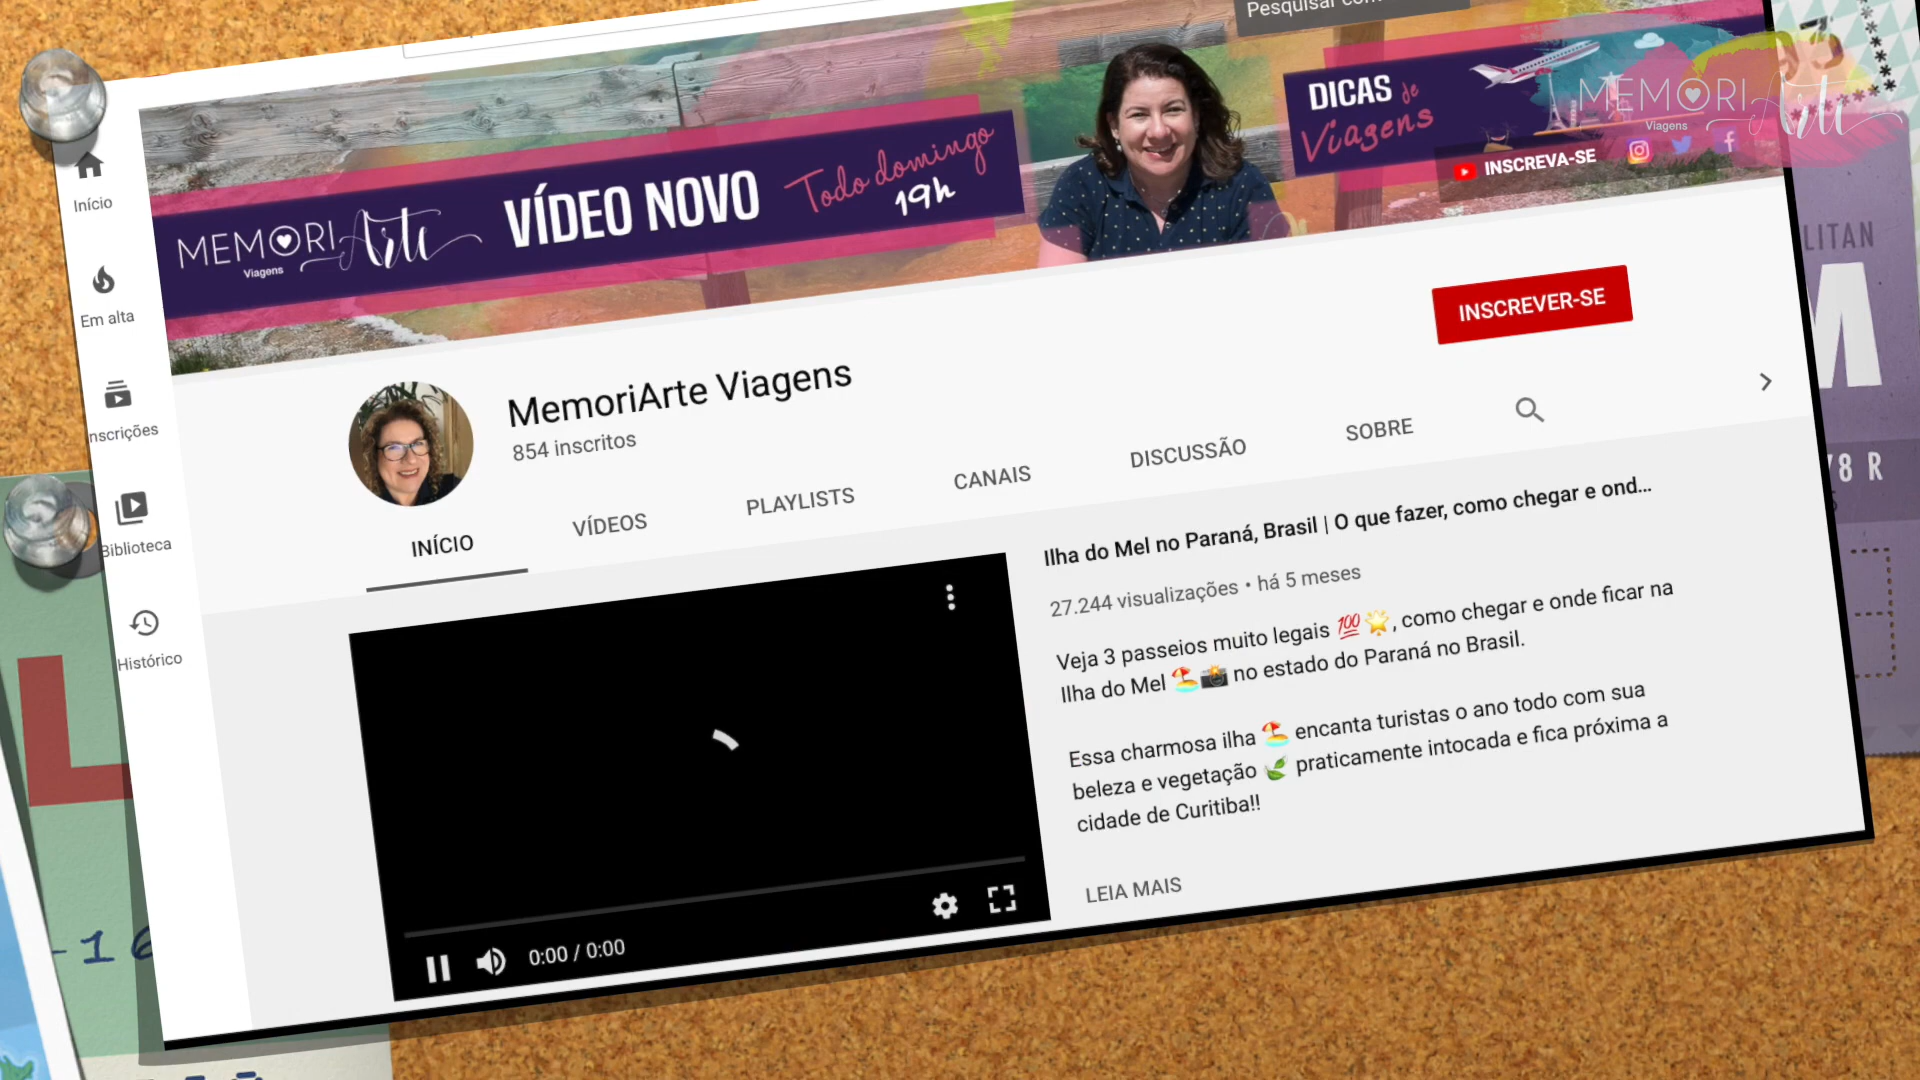 Pesquisar
MEMORIArte
Viagens
VÍDEO NOVO
Todo domingo
19h
DICAS de
Viagens
INSCREVA-SE
MEMORIArte
Viagens
Início
Em alta
nscrições
Biblioteca
Histórico
MemoriArte Viagens
854 inscritos
INSCREVER-SE
INÍCIO
VÍDEOS
PLAYLISTS
CANAIS
DISCUSSÃO
SOBRE
0:00 / 0:00
Ilha do Mel no Paraná, Brasil | O que fazer, como chegar e ond...
27.244 visualizações • há 5 meses
Veja 3 passeios muito legais 💯🌟, como chegar e onde ficar na
Ilha do Mel 🏖️📸 no estado do Paraná no Brasil.
Essa charmosa ilha 🏖️ encanta turistas o ano todo com sua
beleza e vegetação 🌿 praticamente intocada e fica próxima a
cidade de Curitiba!!
LEIA MAIS
LITAN
M
V8 R
L
-16